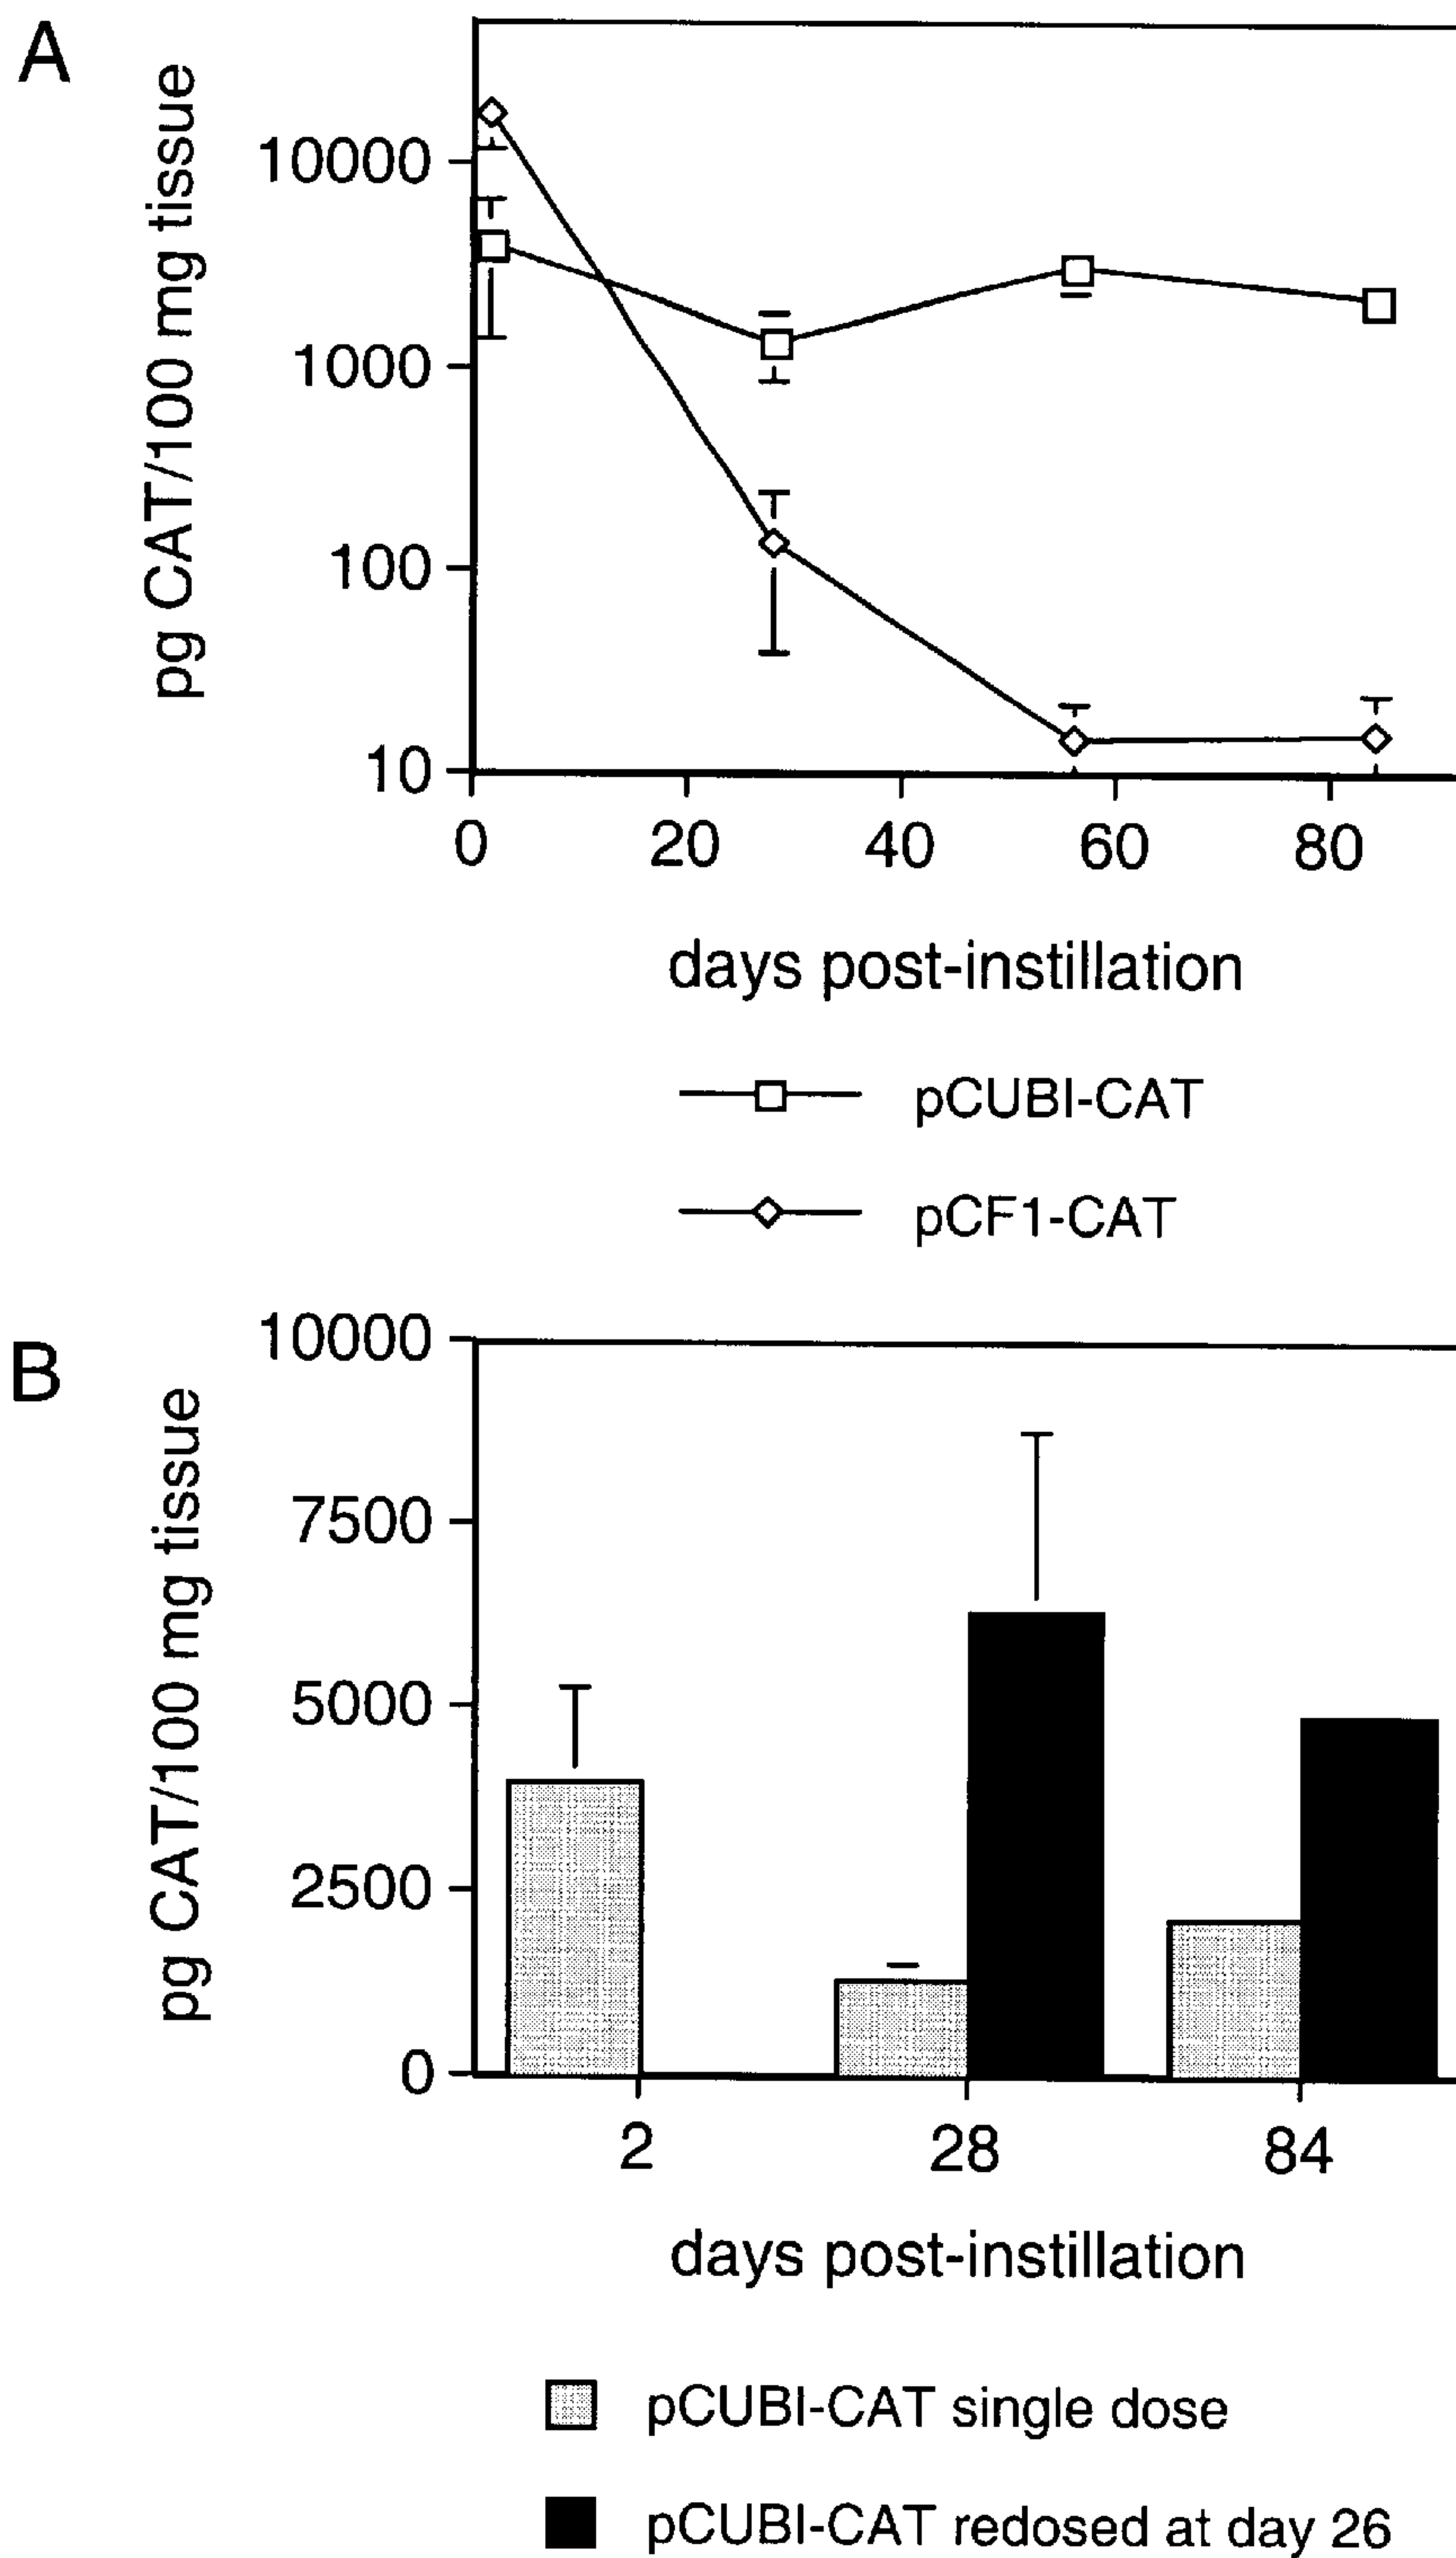 A
pg CAT/100 mg tissue
10000
1000
100
10
0 20 40 60 80
days post-instillation
pCUBI-CAT
pCF1-CAT
B
pg CAT/100 mg tissue
10000
7500
5000
2500
0
2 28 84
days post-instillation
pCUBI-CAT single dose
pCUBI-CAT redosed at day 26